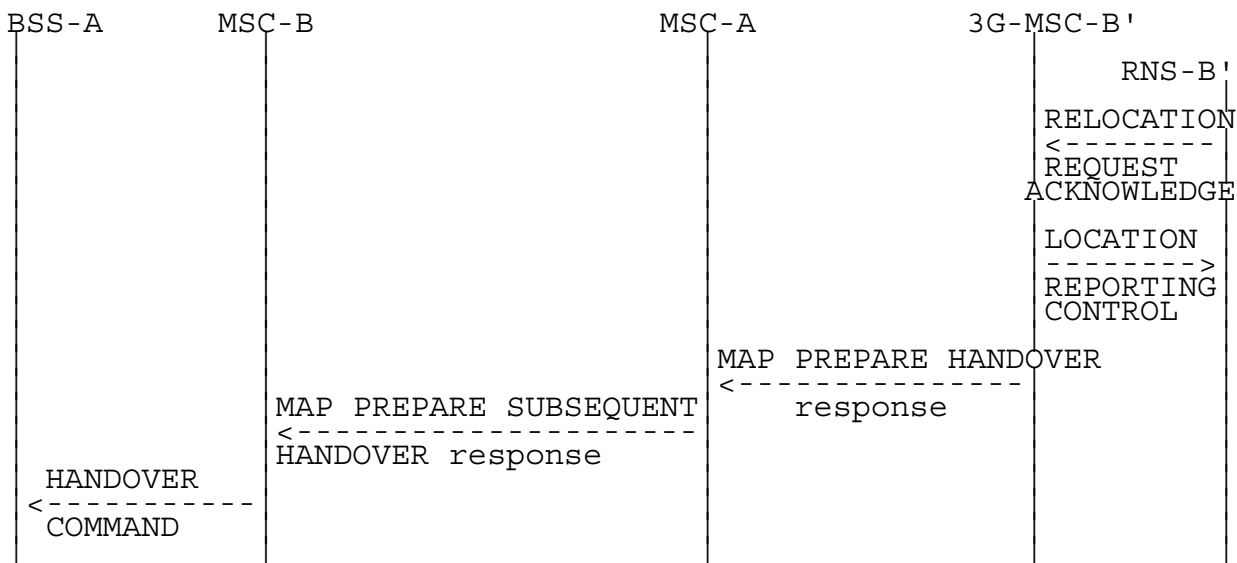 BSS-A MSC-B MSC-A 3G-MSC-B'
RNS-B'
RELOCATION
REQUEST
ACKNOWLEDGE
LOCATION
REPORTING
CONTROL
MAP PREPARE HANDOVER
response
MAP PREPARE SUBSEQUENT
HANDOVER response
HANDOVER
COMMAND